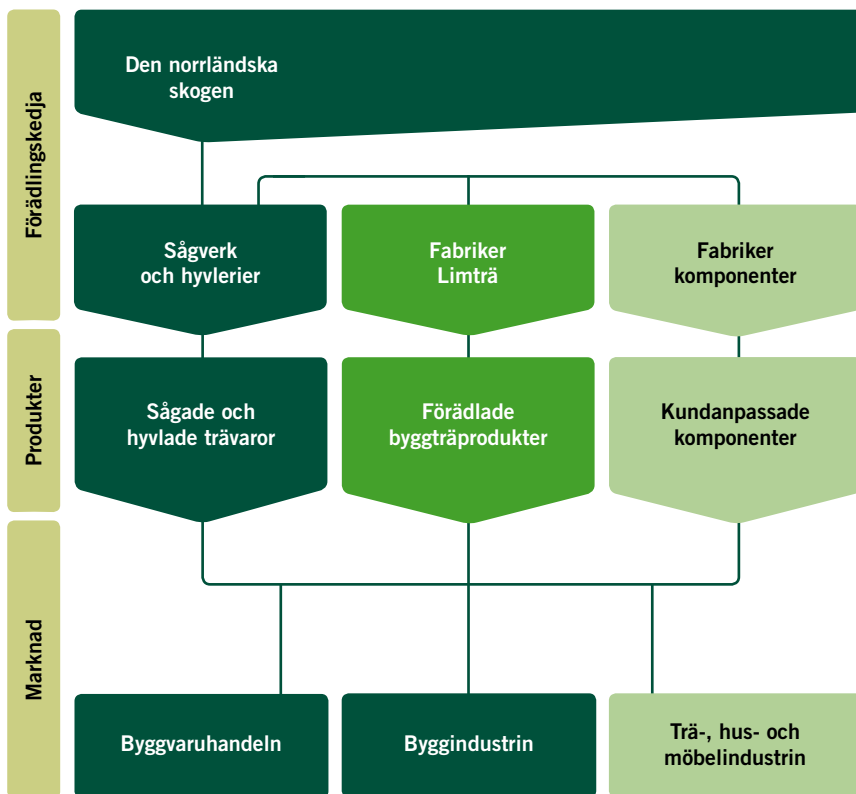 Förädlingskedja
Den norrländska
skogen
Sågverk
och hyvlerier
Fabriker
Limträ
Fabriker
komponenter
Produkter
Sågade och
hyvlade trävaror
Förädlade
byggträprodukter
Kundanpassade
komponenter
Marknad
Byggvaruhandeln
Byggindustrin
Trä-, hus- och
möbelindustrin